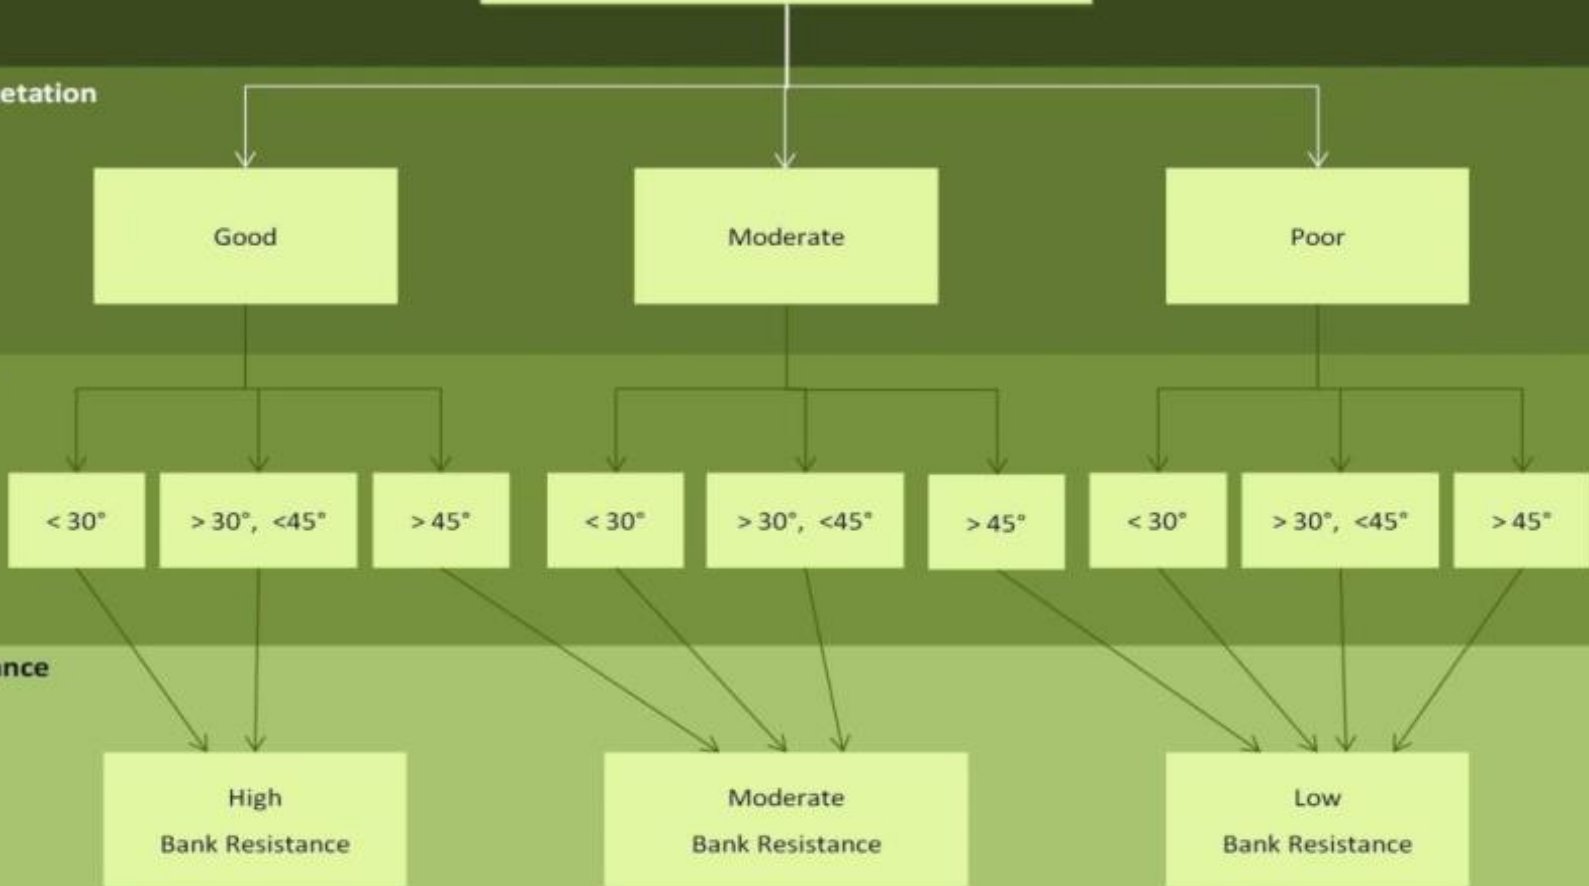 etation
Good
Moderate
Poor
< 30°
> 30°, <45°
> 45°
< 30°
> 30°, <45°
> 45°
< 30°
> 30°, <45°
> 45°
ance
High
Bank Resistance
Moderate
Bank Resistance
Low
Bank Resistance